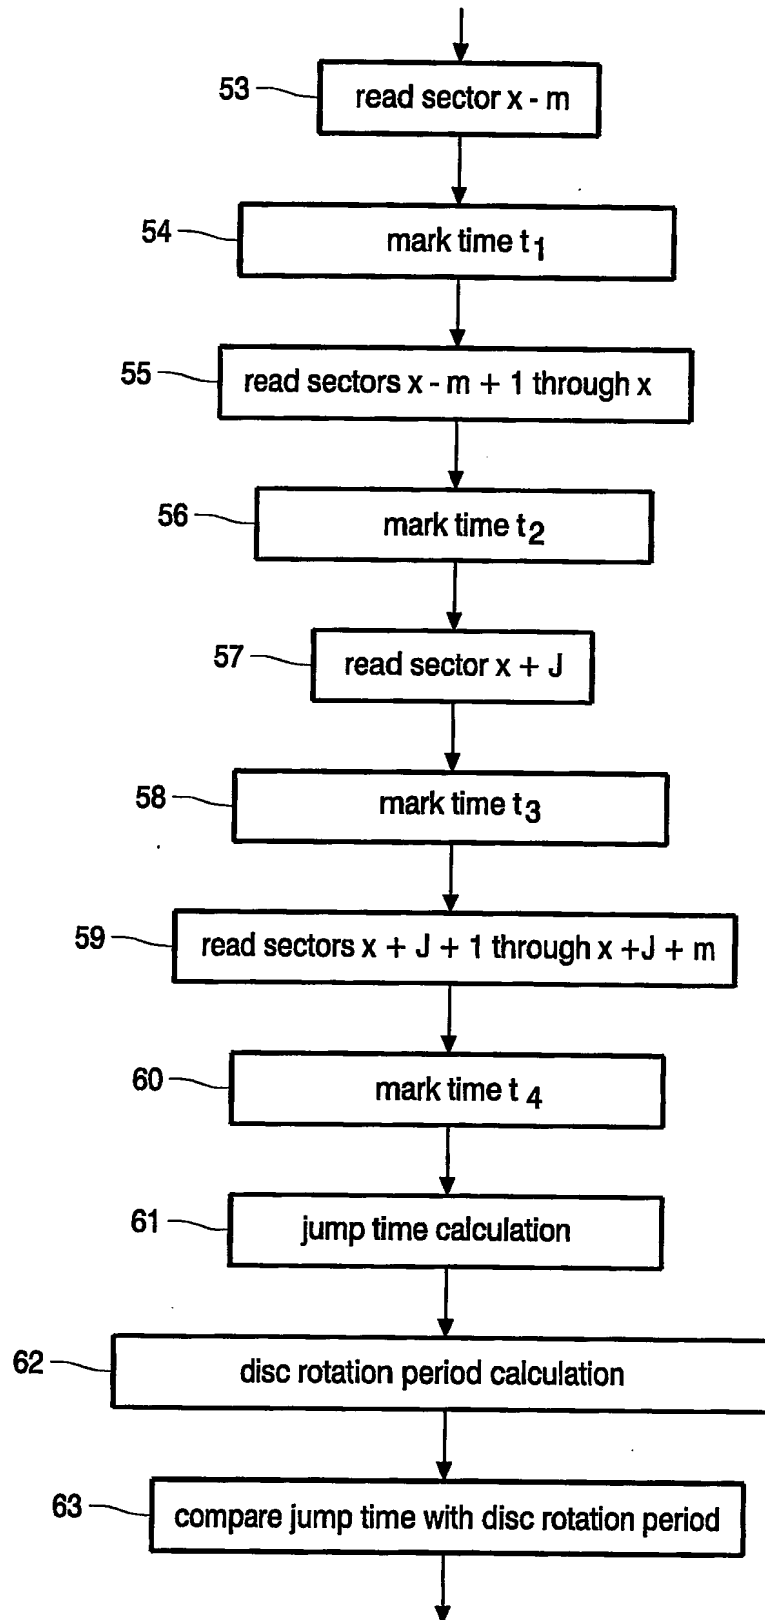 53 read sector x - m
54 mark time t1
55 read sectors x - m + 1 through x
56 mark time t2
57 read sector x + J
58 mark time t3
59 read sectors x + J + 1 through x +J + m
60 mark time t 4
61 jump time calculation
62 disc rotation period calculation
63 compare jump time with disc rotation period